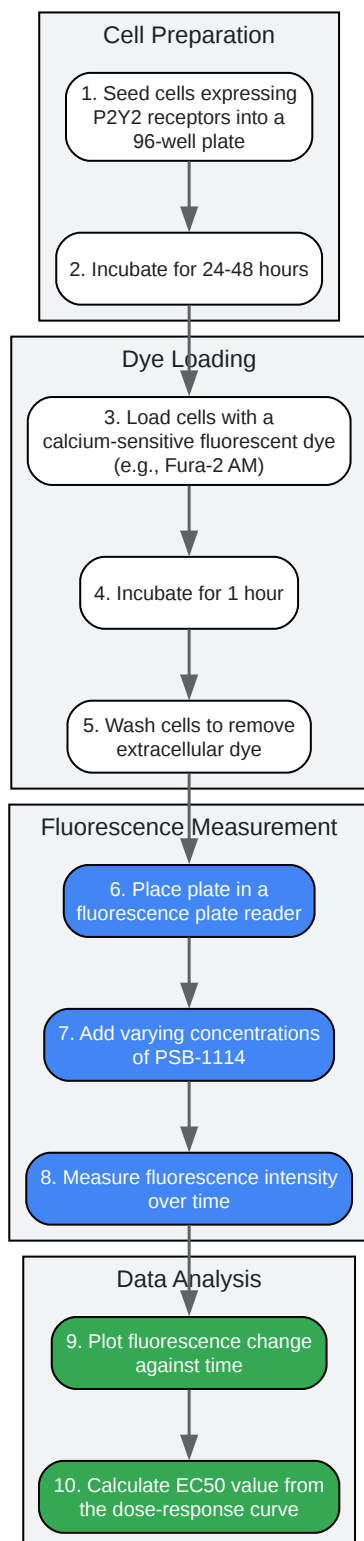 Cell Preparation
1. Seed cells expressing
P2Y2 receptors into a
96-well plate
2. Incubate for 24-48 hours
Dye Loading
3. Load cells with a
calcium-sensitive fluorescent dye
(e.g., Fura-2 AM)
4. Incubate for 1 hour
5. Wash cells to remove
extracellular dye
Fluorescence Measurement
6. Place plate in a
fluorescence plate reader
7. Add varying concentrations
of PSB-1114
8. Measure fluorescence intensity
over time
Data Analysis
9. Plot fluorescence change
against time
10. Calculate EC50 value from
the dose-response curve